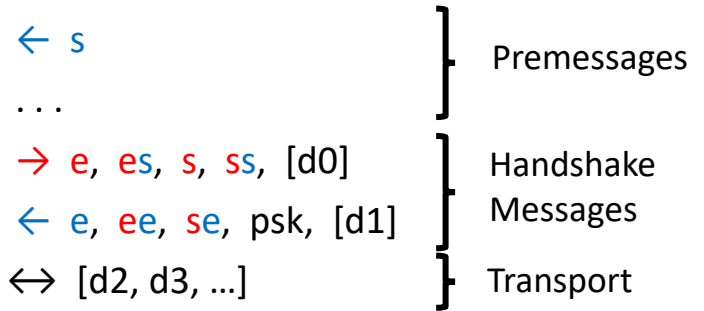 ← s
Premessages
. . .
→ e, es, s, ss, [d0]
← e, ee, se, psk, [d1]
Handshake
Messages
↔ [d2, d3, …]
Transport